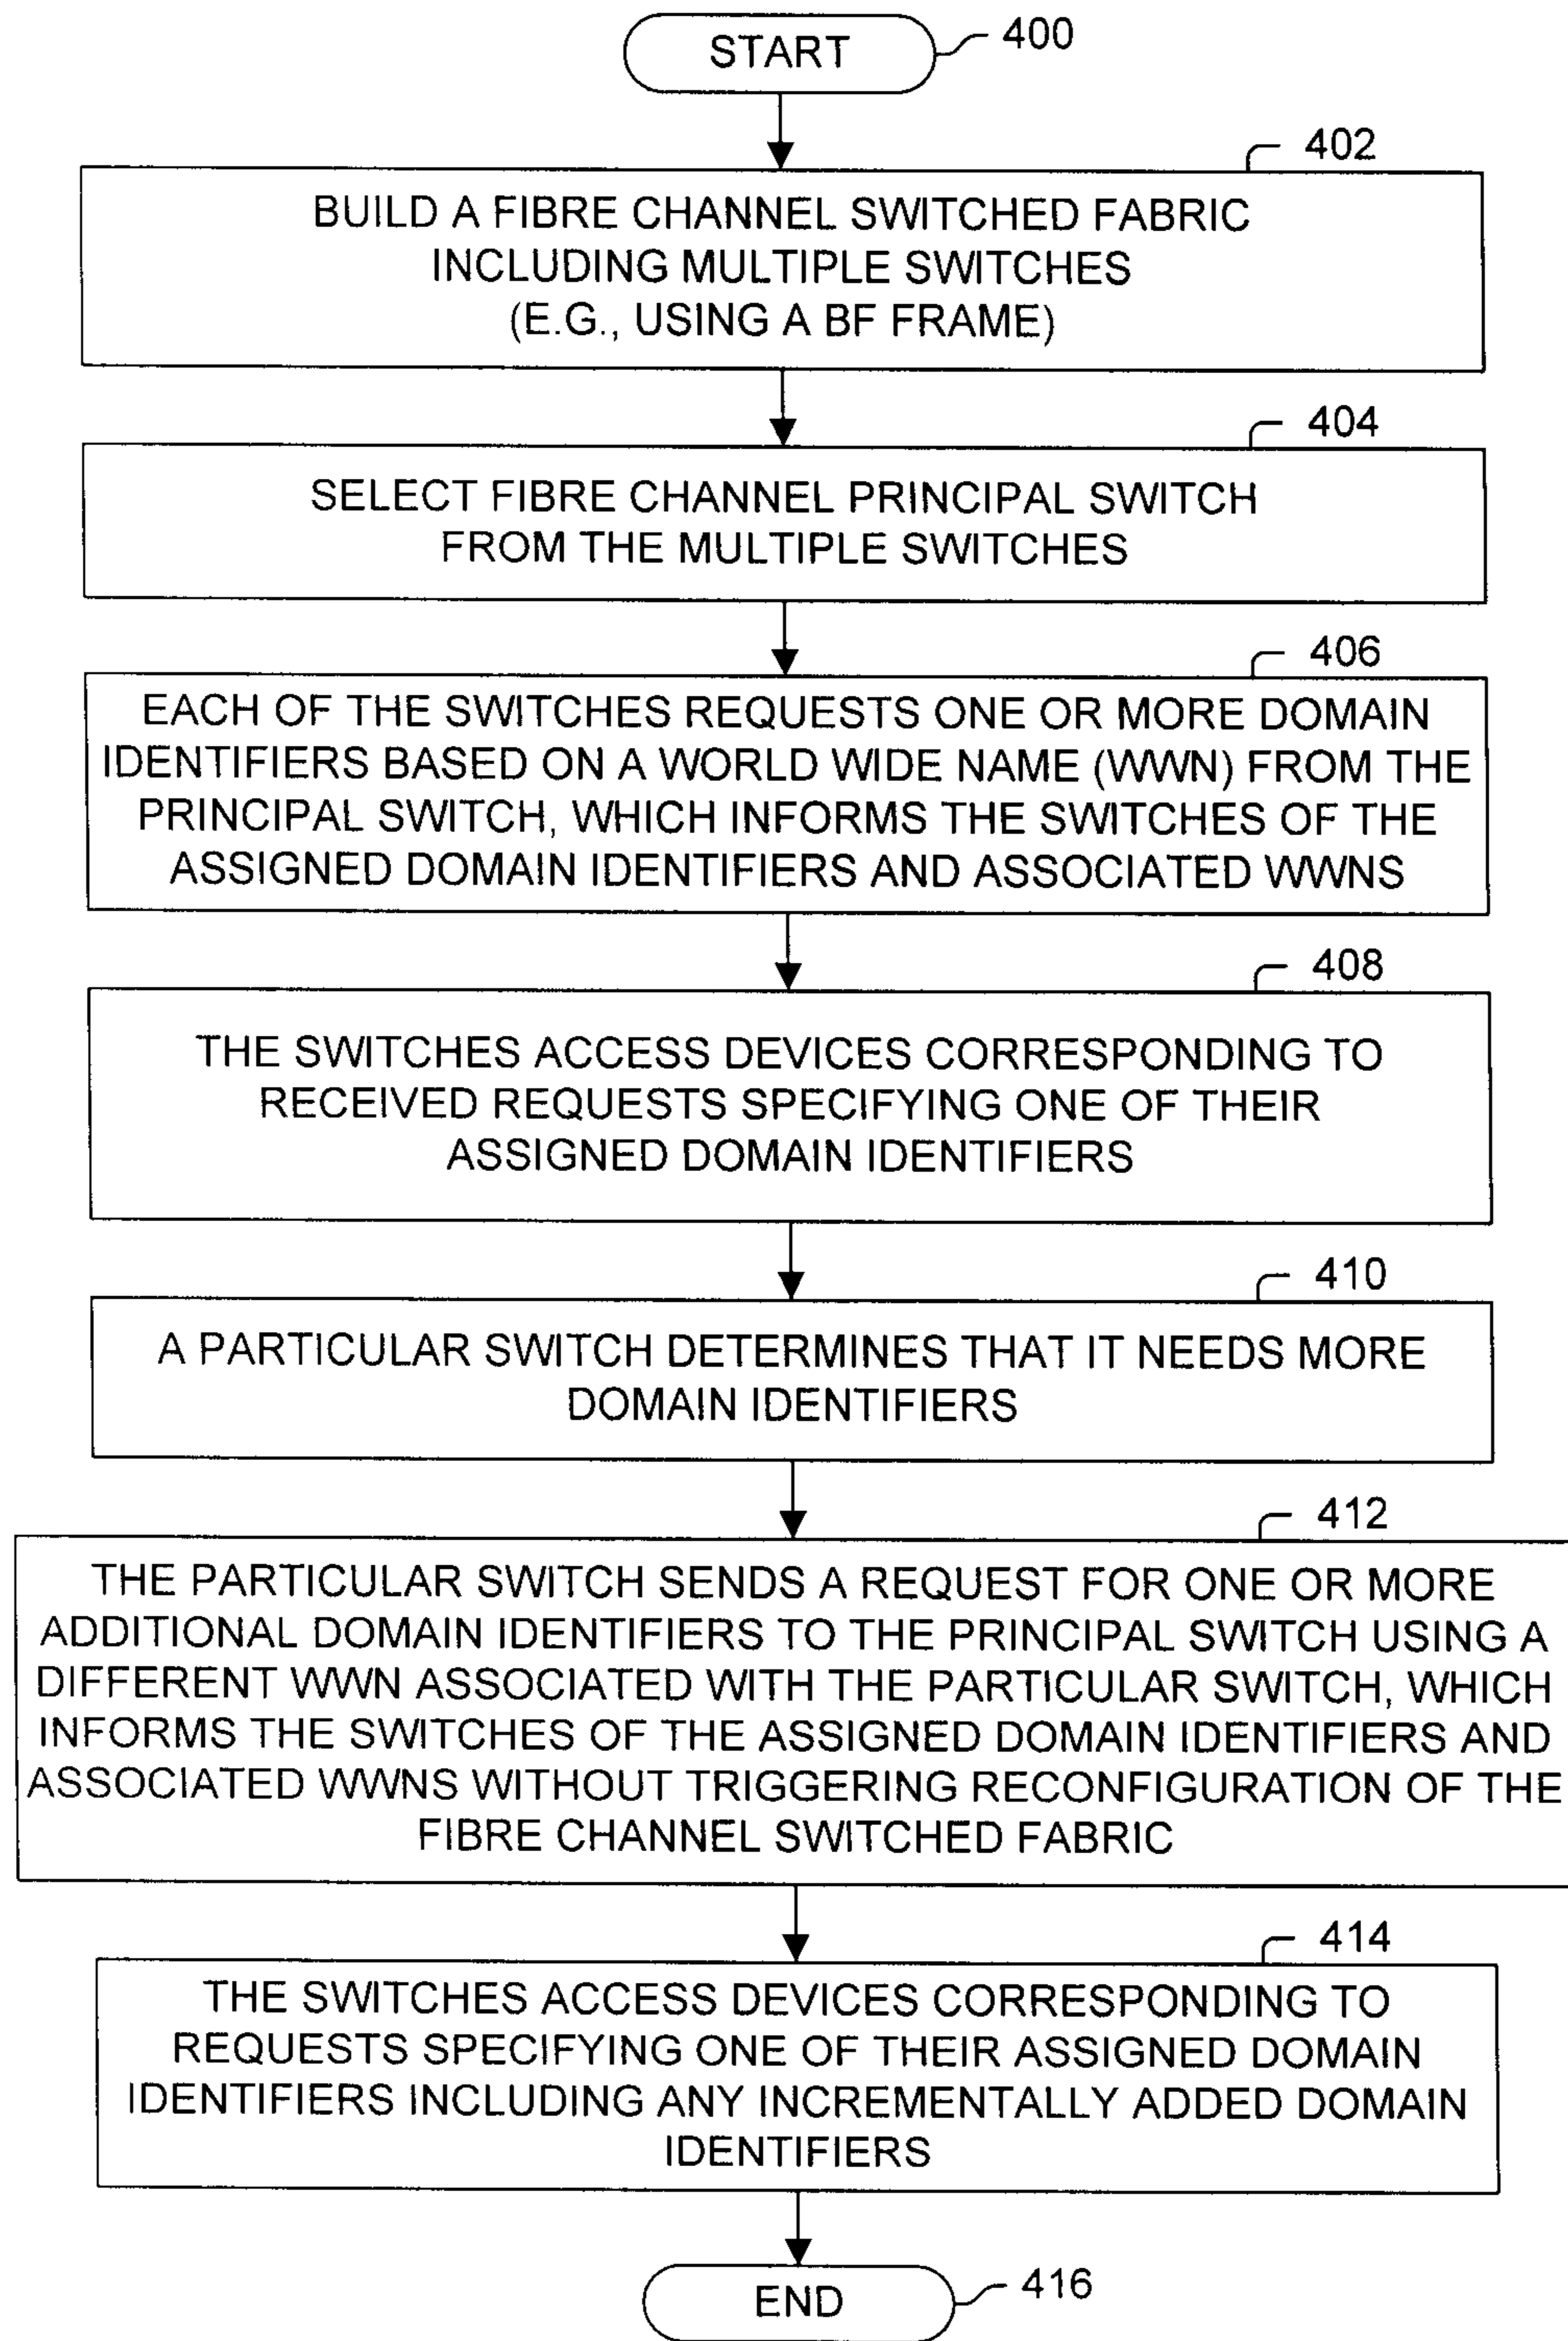 START
400
402
BUILD A FIBRE CHANNEL SWITCHED FABRIC
INCLUDING MULTIPLE SWITCHES
(E.G., USING A BF FRAME)
404
SELECT FIBRE CHANNEL PRINCIPAL SWITCH
FROM THE MULTIPLE SWITCHES
406
EACH OF THE SWITCHES REQUESTS ONE OR MORE DOMAIN
IDENTIFIERS BASED ON A WORLD WIDE NAME (WWN) FROM THE
PRINCIPAL SWITCH, WHICH INFORMS THE SWITCHES OF THE
ASSIGNED DOMAIN IDENTIFIERS AND ASSOCIATED WWNS
408
THE SWITCHES ACCESS DEVICES CORRESPONDING TO
RECEIVED REQUESTS SPECIFYING ONE OF THEIR
ASSIGNED DOMAIN IDENTIFIERS
410
A PARTICULAR SWITCH DETERMINES THAT IT NEEDS MORE
DOMAIN IDENTIFIERS
412
THE PARTICULAR SWITCH SENDS A REQUEST FOR ONE OR MORE
ADDITIONAL DOMAIN IDENTIFIERS TO THE PRINCIPAL SWITCH USING A
DIFFERENT WWN ASSOCIATED WITH THE PARTICULAR SWITCH, WHICH
INFORMS THE SWITCHES OF THE ASSIGNED DOMAIN IDENTIFIERS AND
ASSOCIATED WWNS WITHOUT TRIGGERING RECONFIGURATION OF THE
FIBRE CHANNEL SWITCHED FABRIC
414
THE SWITCHES ACCESS DEVICES CORRESPONDING TO
REQUESTS SPECIFYING ONE OF THEIR ASSIGNED DOMAIN
IDENTIFIERS INCLUDING ANY INCREMENTALLY ADDED DOMAIN
IDENTIFIERS
END
416